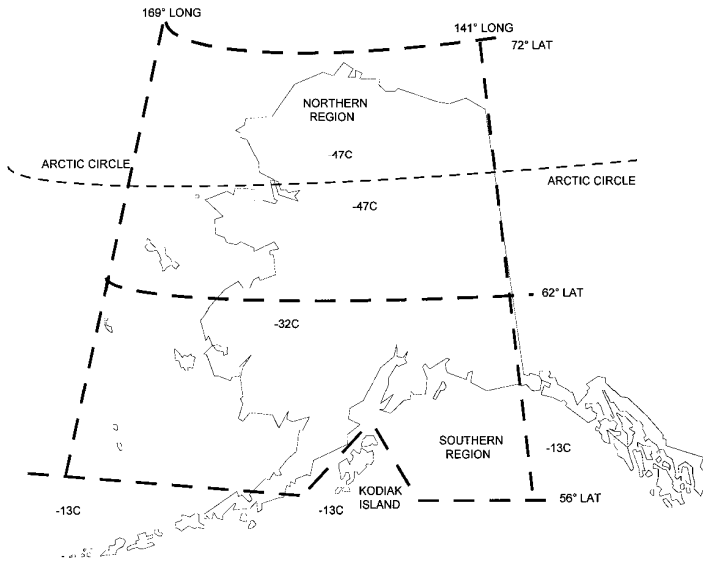 169° LONG
141° LONG
72° LAT
NORTHERN
REGION
-47C
ARCTIC CIRCLE
ARCTIC CIRCLE
-47C
62° LAT
-32C
SOUTHERN
REGION
-13C
KODIAK
ISLAND
56° LAT
-13C
-13C